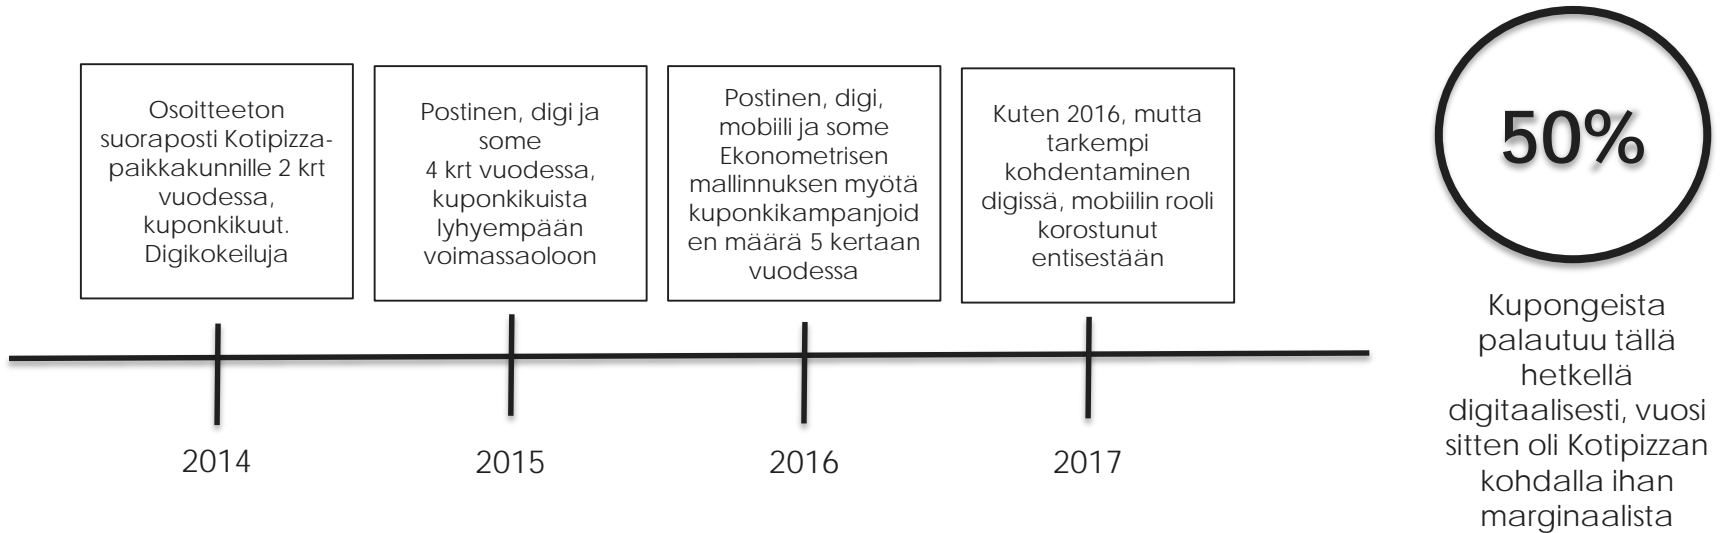 Osoitteeton
suoraposti Kotipizza-
paikkakunnille 2 krt
vuodessa,
kuponkikuut.
Digikokeiluja
2014
Postinen, digi ja
some
4 krt vuodessa,
kuponkikuista
lyhyempään
voimassaoloon
2015
Postinen, digi,
mobiili ja some
Ekonometrisen
mallinnuksen myötä
kuponkikampanjoid
en määrä 5 kertaan
vuodessa
2016
Kuten 2016, mutta
tarkempi
kohdentaminen
digissä, mobiilin rooli
korostunut
entisestään
2017
50%
Kupongeista
palautuu tällä
hetkellä
digitaalisesti, vuosi
sitten oli Kotipizzan
kohdalla ihan
marginaalista